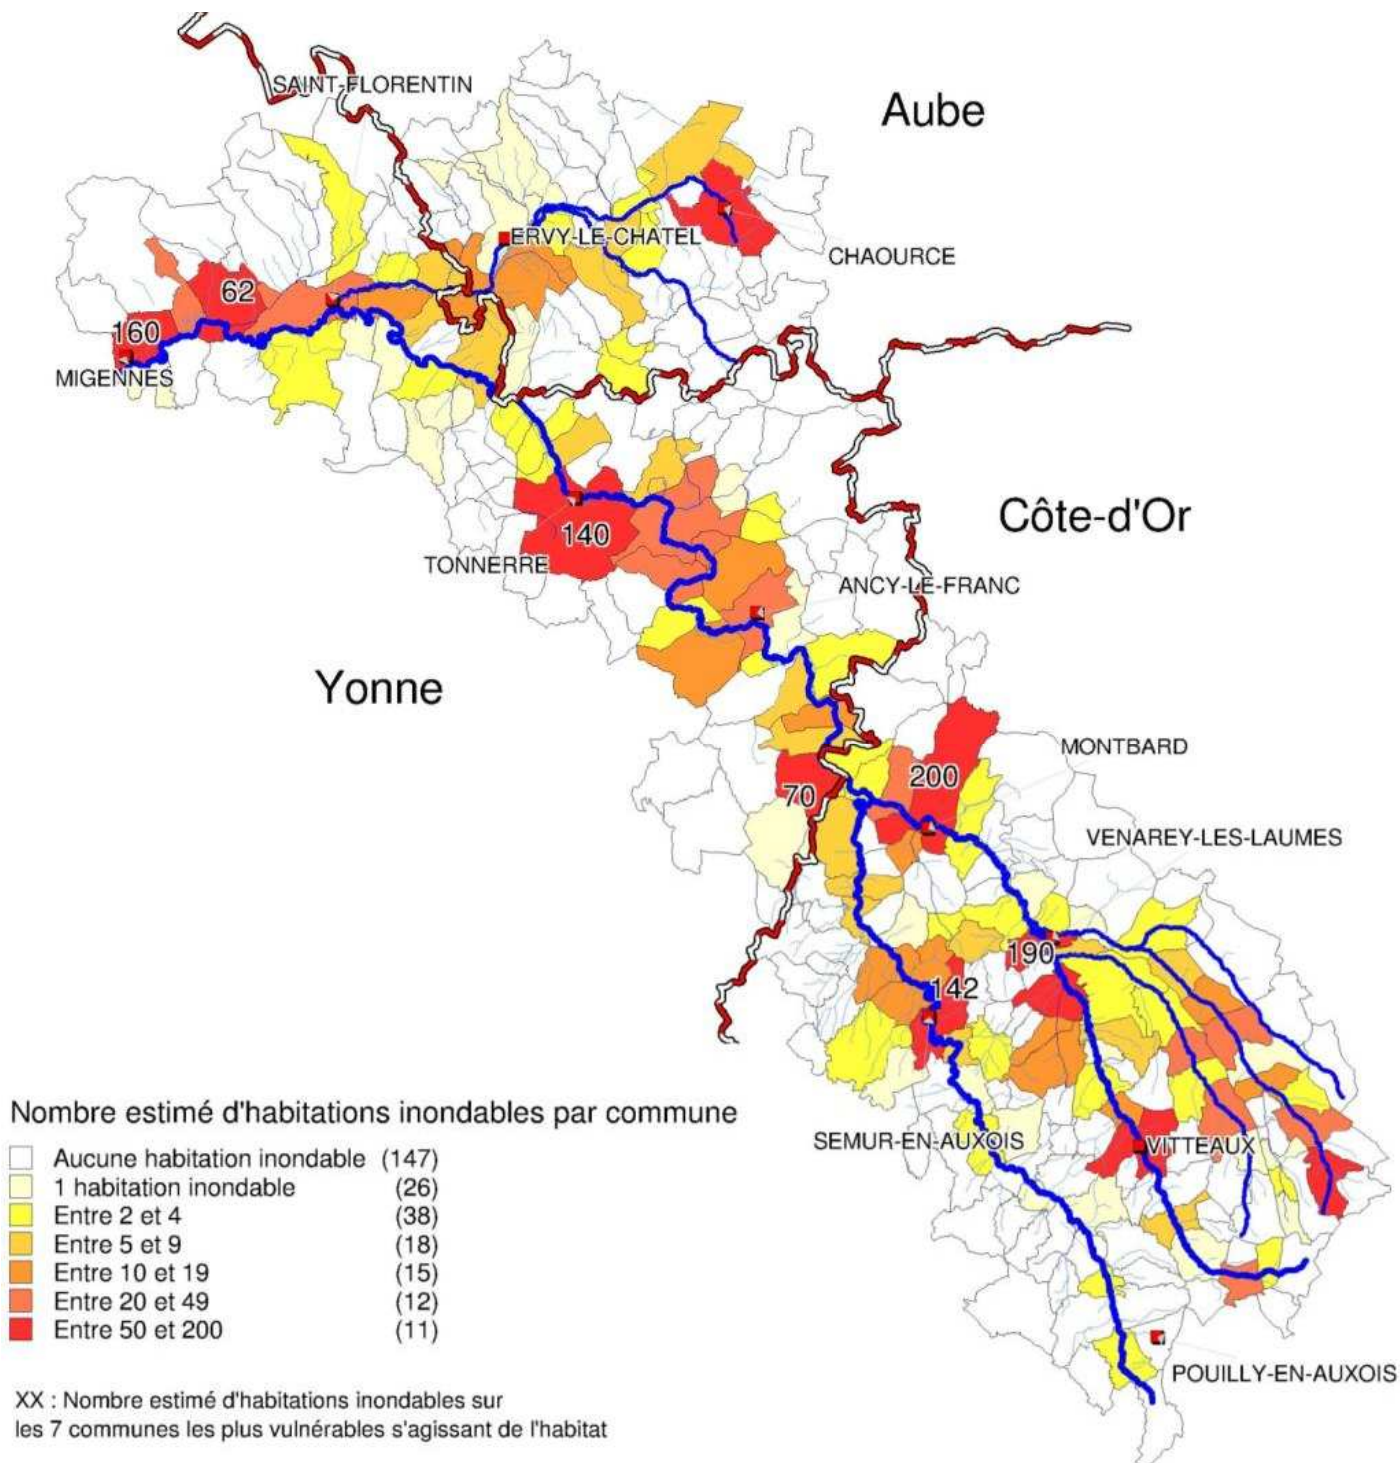 SAINT-FLORENTIN
Aube
ERVY-LE-CHATEL
CHAOURCE
62
160
MIGENNES
Côte-d'Or
140
TONNERRE
ANCY-LE-FRANC
Yonne
MONTBARD
200
70
VENAREY-LES-LAUMES
190
142
Nombre estimé d'habitations inondables par commune
SEMUR-EN-AUXOIS
VITTEAUX
Aucune habitation inondable (147)
1 habitation inondable (26)
Entre 2 et 4 (38)
Entre 5 et 9 (18)
Entre 10 et 19 (15)
Entre 20 et 49 (12)
Entre 50 et 200 (11)
POUILLY-EN-AUXOIS
XX : Nombre estimé d'habitations inondables sur
les 7 communes les plus vulnérables s'agissant de l'habitat